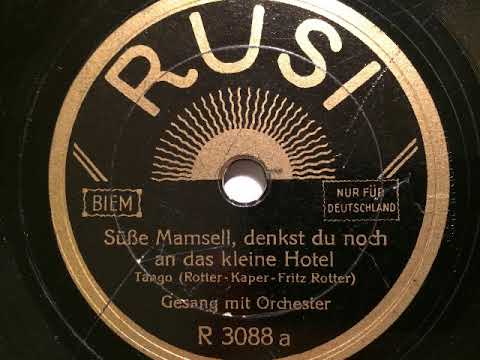 RUSI
BIEM
NUR FÜR
DEUTSCHLAND
Süße Mamsell, denkst du noch
an das kleine Hotel
Tango (Rotter-Kaper-Fritz Rotter)
Gesang mit Orchester
R 3088 a